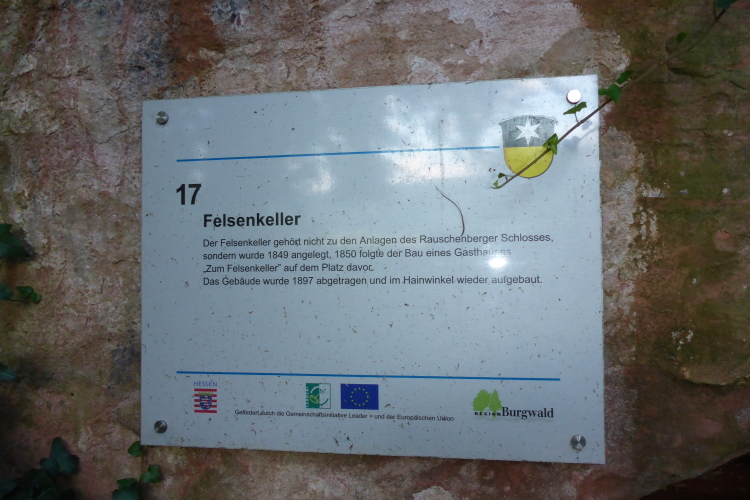 17
Felsenkeller
Der Felsenkeller gehört nicht zu den Anlagen des Rauschenberger Schlosses,
sondern wurde 1849 angelegt. 1850 folgte der Bau eines Gasthauses
„Zum Felsenkeller” auf dem Platz davor.
Das Gebäude wurde 1897 abgetragen und im Hainwinkel wieder aufgebaut.
HESSEN
Gefördert durch die Gemeinschaftsinitiative Leader + und der Europäischen Union
REGION Burgwald